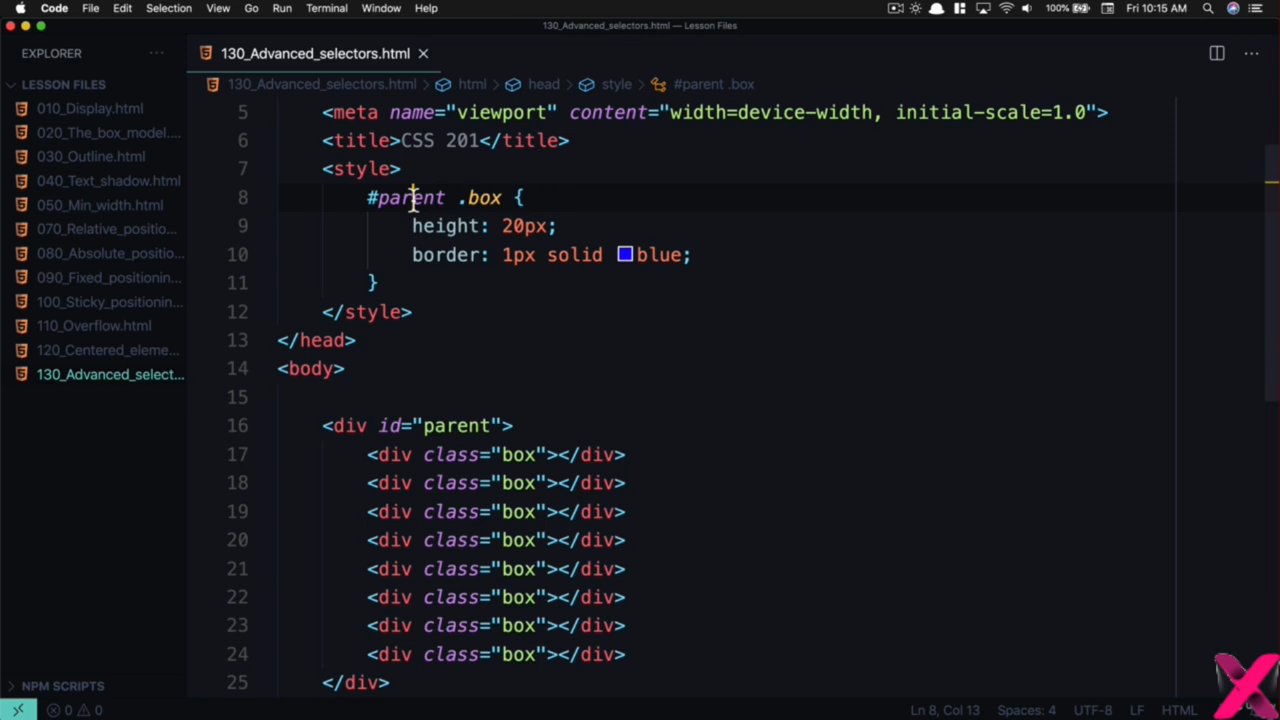 Code File Edit Selection View Go Run Terminal Window Help 100% Fri 10:15 AM
130_Advanced_selectors.html — Lesson Files
EXPLORER ···
130_Advanced_selectors.html
LESSON FILES
010_Display.html
020_The_box_model....
030_Outline.html
040_Text_shadow.html
050_Min_width.html
070_Relative_positio...
080_Absolute_positio...
090_Fixed_positionin...
100_Sticky_positionin...
110_Overflow.html
120_Centered_eleme...
130_Advanced_select...
NPM SCRIPTS
130_Advanced_selectors.html > html > head > style > #parent .box
5 <meta name="viewport" content="width=device-width, initial-scale=1.0">
6 <title>CSS 201</title>
7 <style>
8 #parent .box {
9 height: 20px;
10 border: 1px solid blue;
11 }
12 </style>
13 </head>
14 <body>
15
16 <div id="parent">
17 <div class="box"></div>
18 <div class="box"></div>
19 <div class="box"></div>
20 <div class="box"></div>
21 <div class="box"></div>
22 <div class="box"></div>
23 <div class="box"></div>
24 <div class="box"></div>
25 </div>
0 0 Ln 8, Col 13 Spaces: 4 UTF-8 LF HTML